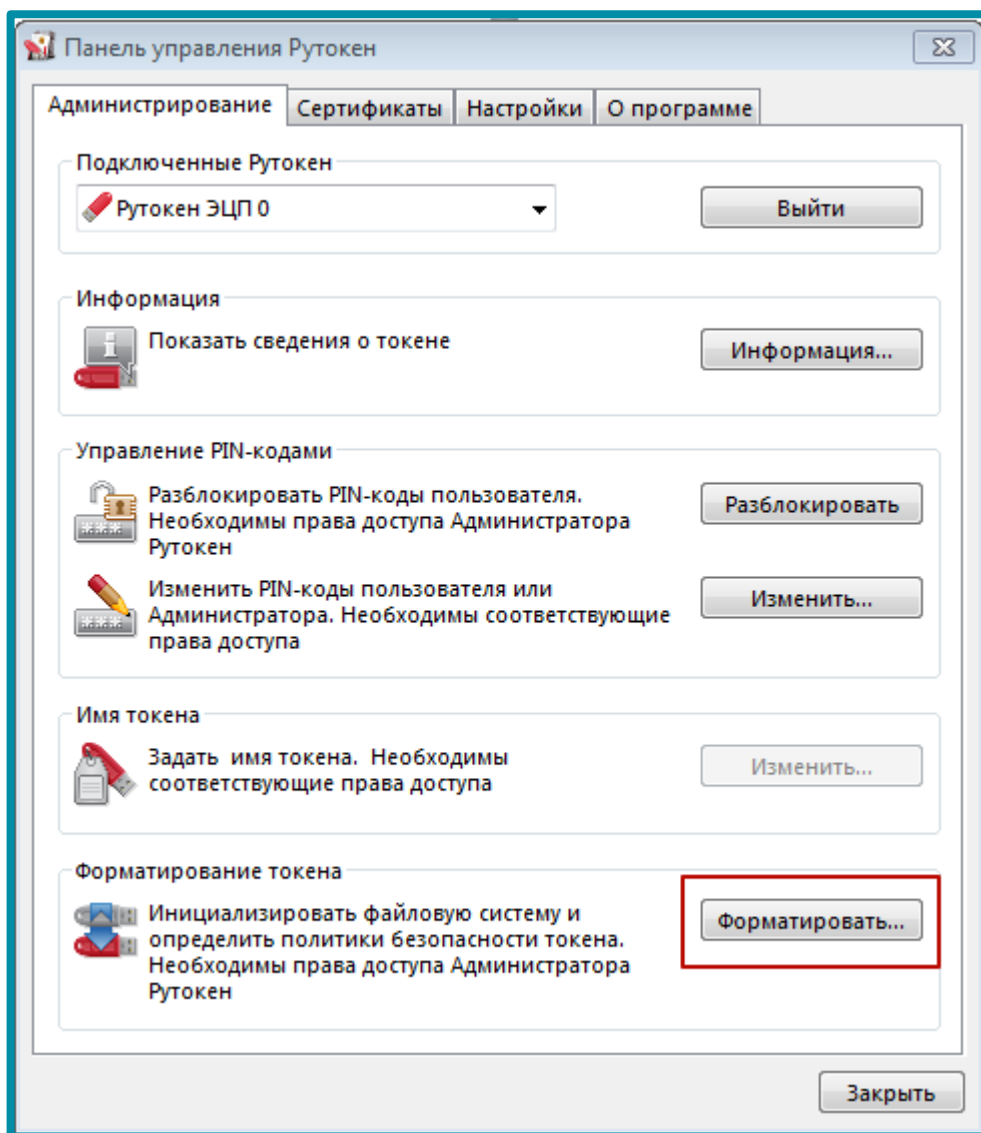 Панель управления Рутокен
Администрирование Сертификаты Настройки О программе
Подключенные Рутокен
Рутокен ЭЦП 0 Выйти
Информация
Показать сведения о токене Информация...
Управление PIN-кодами
Разблокировать PIN-коды пользователя.
Необходимы права доступа Администратора
Рутокен
Разблокировать
Изменить PIN-коды пользователя или
Администратора. Необходимы соответствующие
права доступа
Изменить...
Имя токена
Задать имя токена. Необходимы
соответствующие права доступа
Изменить...
Форматирование токена
Инициализировать файловую систему и
определить политики безопасности токена.
Необходимы права доступа Администратора
Рутокен
Форматировать...
Закрыть